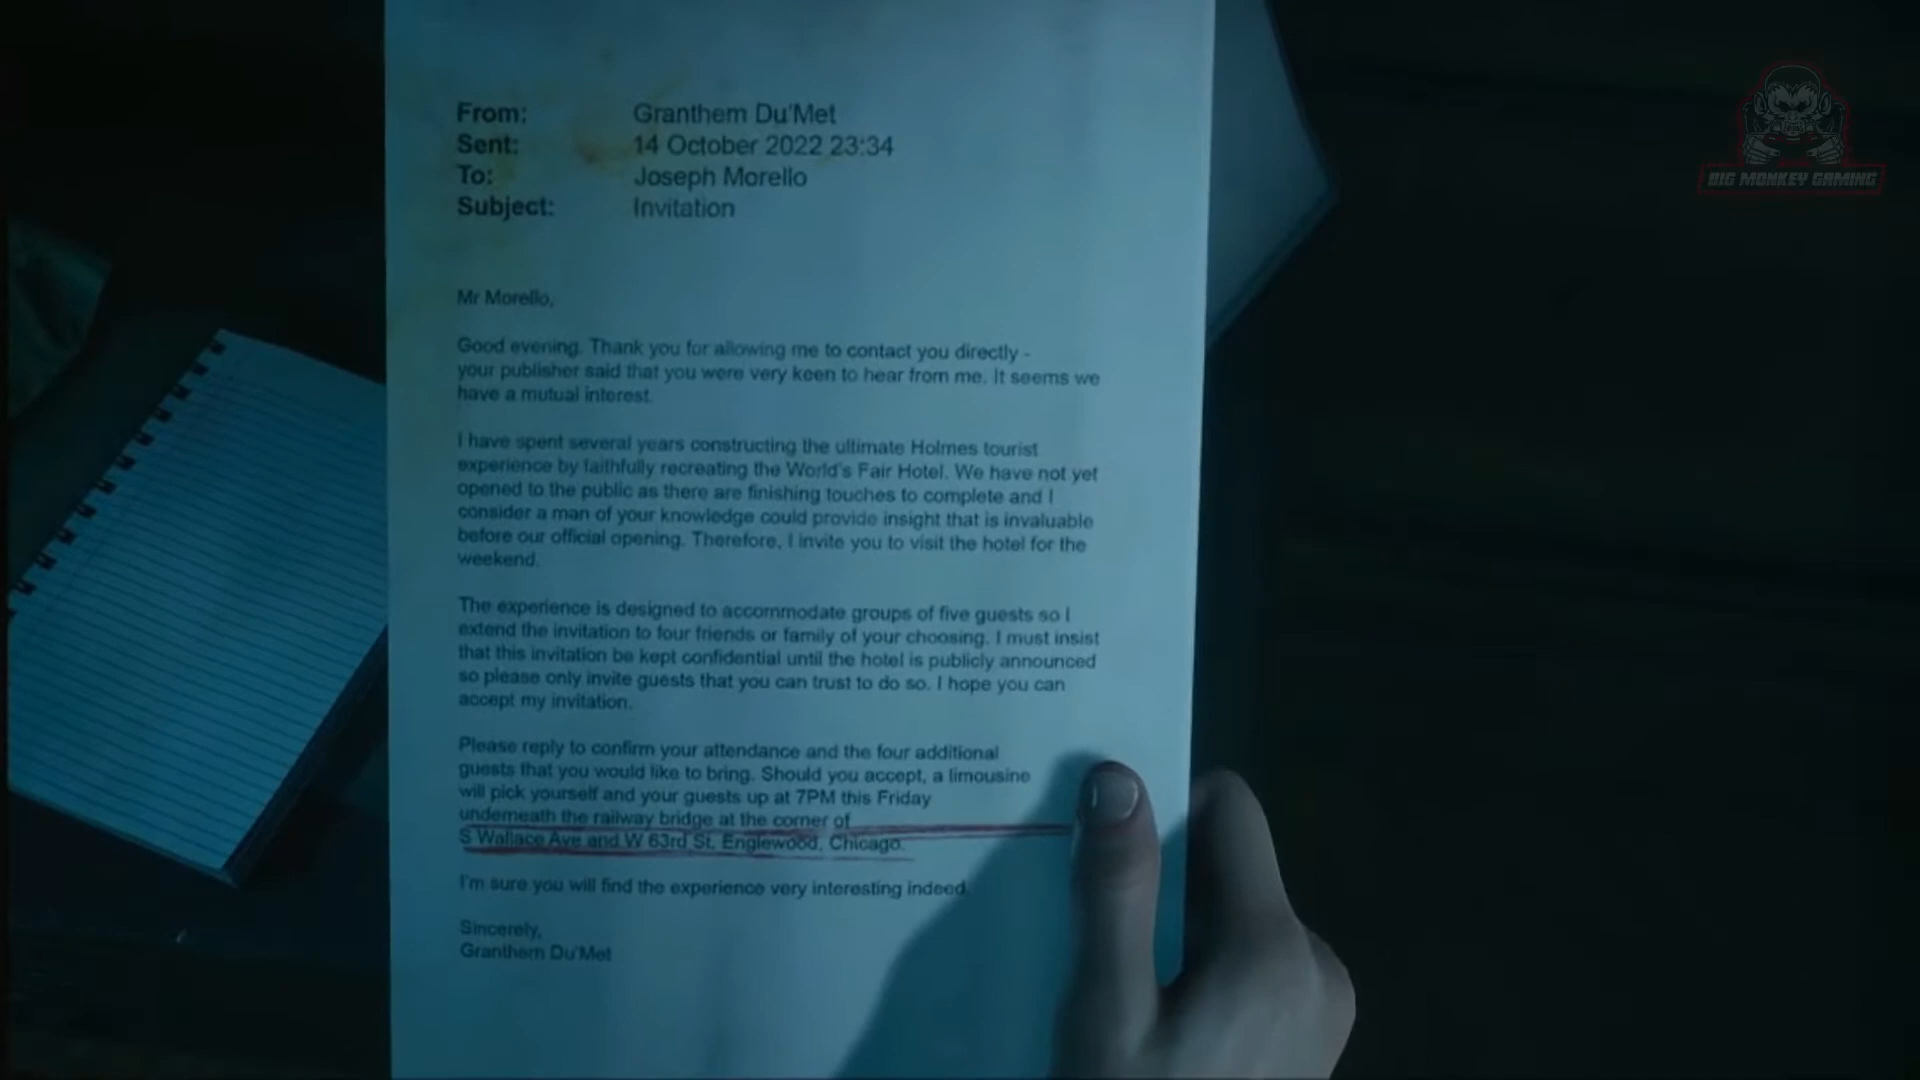 From: Granthem Du'Met
Sent: 14 October 2022 23:34
To: Joseph Morello
Subject: Invitation
Mr Morello,
Good evening. Thank you for allowing me to contact you directly -
your publisher said that you were very keen to hear from me. It seems we
have a mutual interest.
I have spent several years constructing the ultimate Holmes tourist
experience by faithfully recreating the World's Fair Hotel. We have not yet
opened to the public as there are finishing touches to complete and I
consider a man of your knowledge could provide insight that is invaluable
before our official opening. Therefore, I invite you to visit the hotel for the
weekend.
The experience is designed to accommodate groups of five guests so I
extend the invitation to four friends or family of your choosing. I must insist
that this invitation be kept confidential until the hotel is publicly announced
so please only invite guests that you can trust to do so. I hope you can
accept my invitation.
Please reply to confirm your attendance and the four additional
guests that you would like to bring. Should you accept, a limousine
will pick yourself and your guests up at 7PM this Friday
underneath the railway bridge at the corner of
S Wallace Ave and W 63rd St, Englewood, Chicago.
I'm sure you will find the experience very interesting indeed.
Sincerely,
Granthem Du'Met
BIG MONKEY GAMING